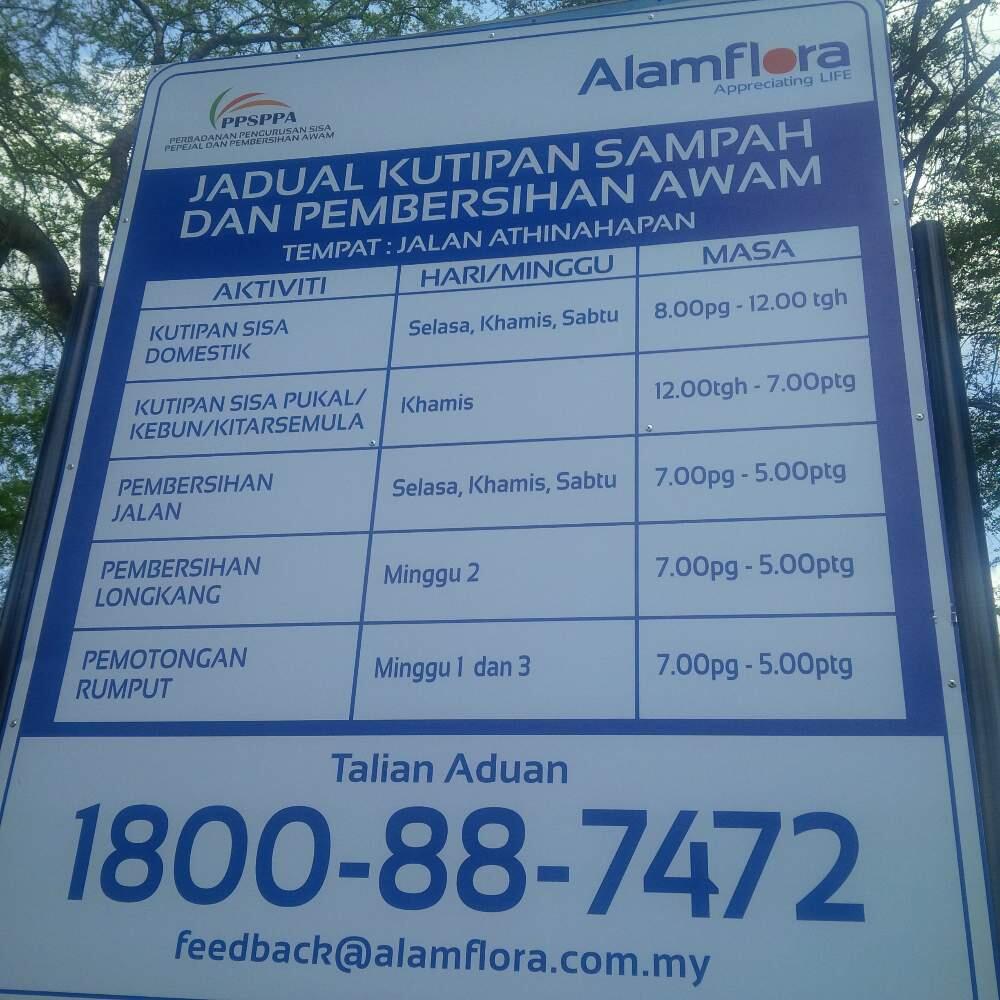 PPSPPA
PERBADANAN PENGURUSAN SISA
PEPEJAL DAN PEMBERSIHAN AWAM
Alamflora
Appreciating LIFE
JADUAL KUTIPAN SAMPAH
DAN PEMBERSIHAN AWAM
TEMPAT : JALAN ATHINAHAPAN
AKTIVITI HARI/MINGGU MASA
KUTIPAN SISA
DOMESTIK
Selasa, Khamis, Sabtu
8.00pg - 12.00 tgh
KUTIPAN SISA PUKAL/
KEBUN/KITARSEMULA
Khamis
12.00tgh - 7.00ptg
PEMBERSIHAN
JALAN
Selasa, Khamis, Sabtu
7.00pg - 5.00ptg
PEMBERSIHAN
LONGKANG
Minggu 2
7.00pg - 5.00ptg
PEMOTONGAN
RUMPUT
Minggu 1 dan 3
7.00pg - 5.00ptg
Talian Aduan
1800-88-7472
feedback@alamflora.com.my